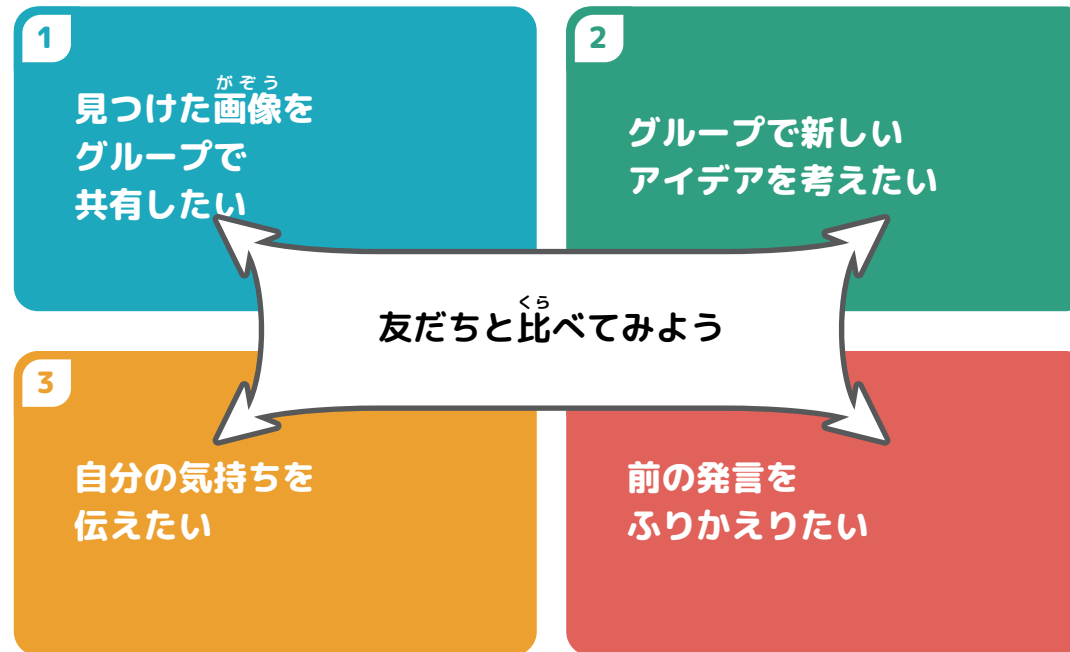 1
見つけた画像を
がぞう
グループで
共有したい
2
グループで新しい
アイデアを考えたい
友だちと比べてみよう
くら
3
自分の気持ちを
伝えたい
前の発言を
ふりかえりたい